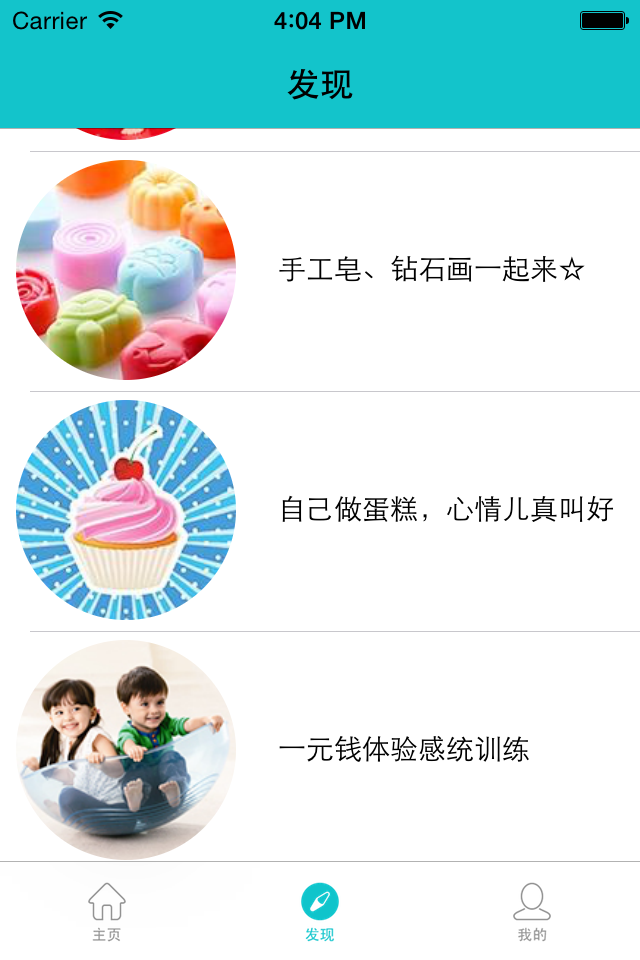 Carrier 4:04 PM
发现
手工皂、钻石画一起来☆
自己做蛋糕，心情儿真叫好
一元钱体验感统训练
主页 发现 我的